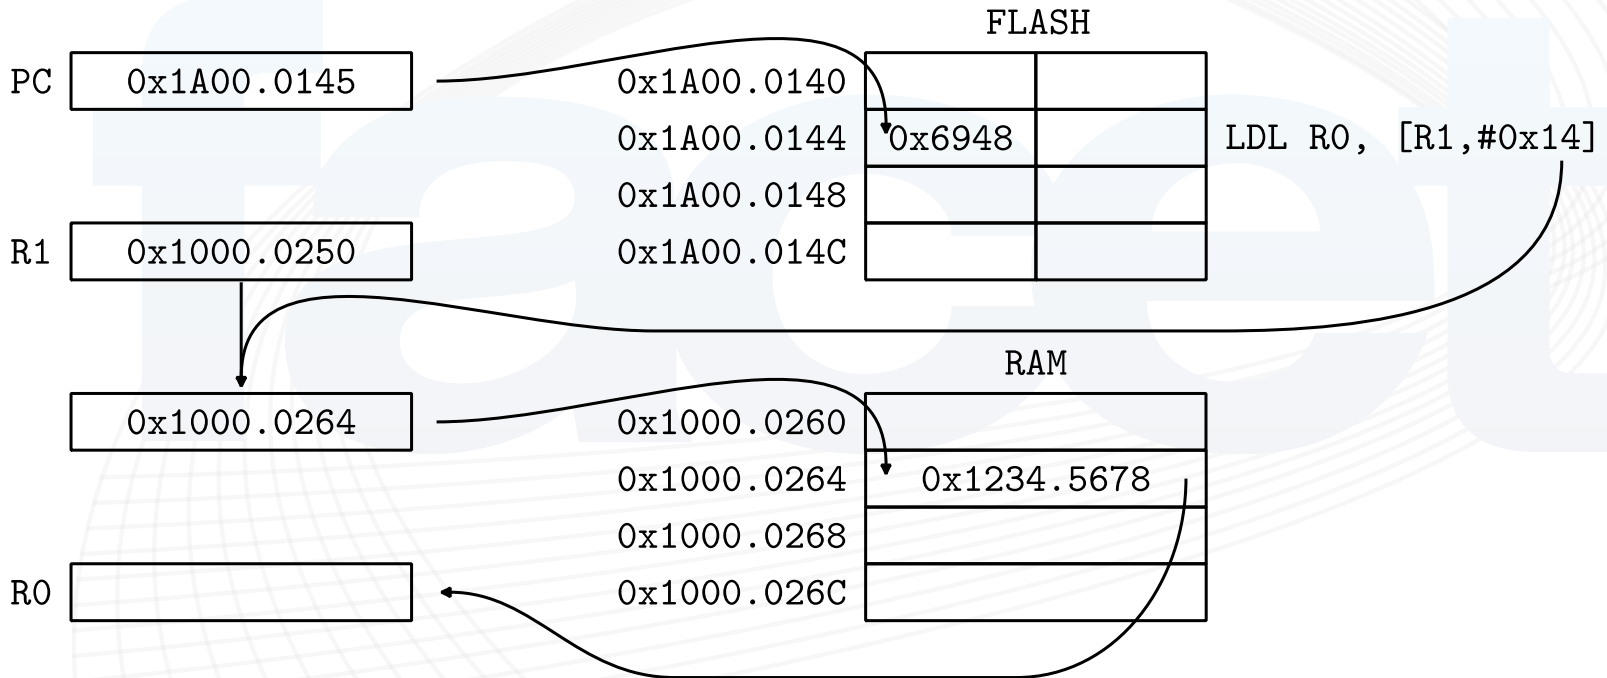 FLASH
PC 0x1A00.0145 0x1A00.0140
0x1A00.0144 0x6948 LDL R0, [R1,#0x14]
0x1A00.0148
R1 0x1000.0250 0x1A00.014C
RAM
0x1000.0264 0x1000.0260
0x1000.0264 0x1234.5678
0x1000.0268
R0 0x1000.026C
facet